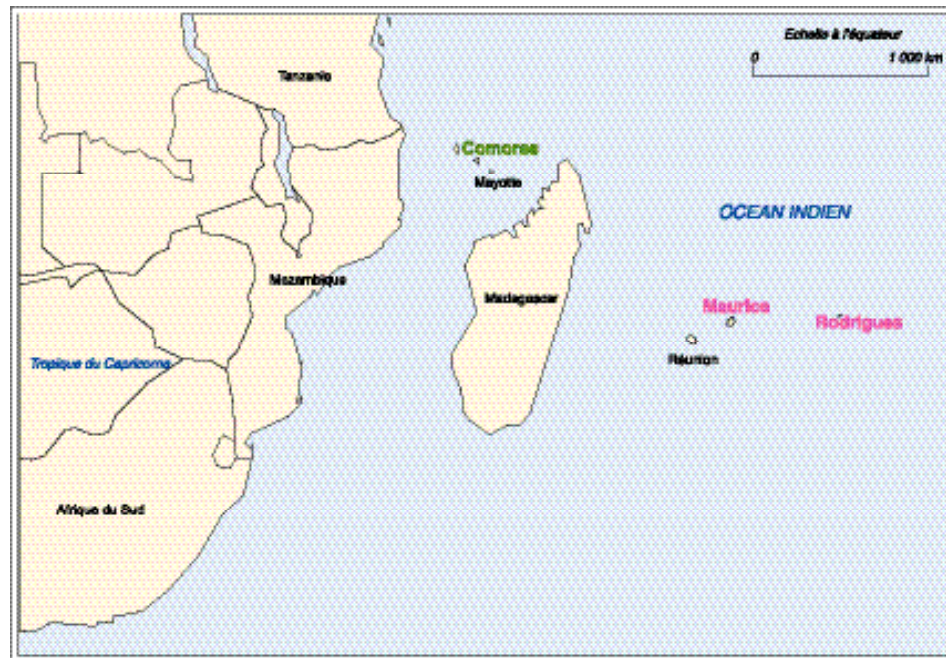 Echelle à l'équateur
0 1 000 km
Tanzanie
Comores
Mayotte
OCEAN INDIEN
Mozambique
Madagascar
Maurice
Rodrigues
Réunion
Tropique du Capricorne
Afrique du Sud